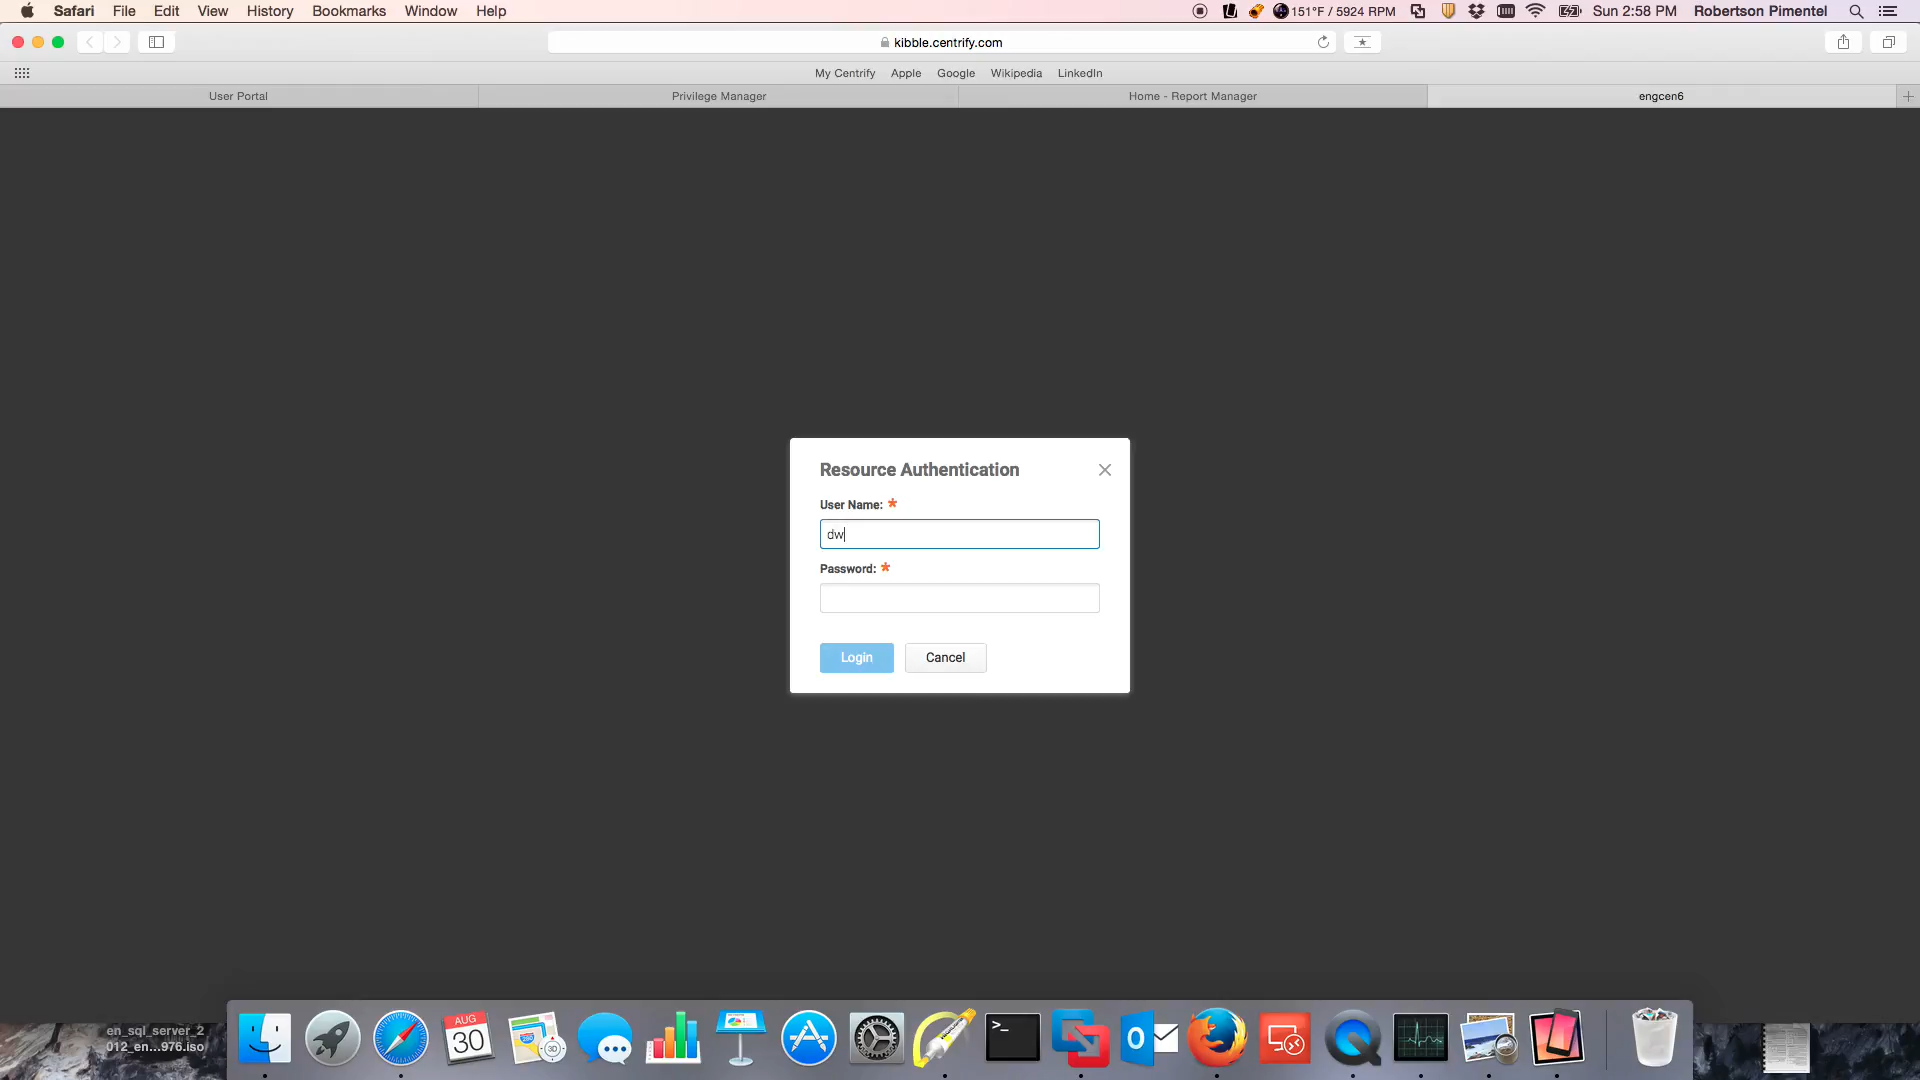 Safari File Edit View History Bookmarks Window Help 151°F / 5924 RPM Sun 2:58 PM Robertson Pimentel
kibble.centrify.com
My Centrify Apple Google Wikipedia LinkedIn
User Portal Privilege Manager Home - Report Manager engcen6
Resource Authentication
User Name: *
dw
Password: *
Login Cancel
en_sql_server_2
012_en...976.iso
AUG
30
280
3D
>_
O